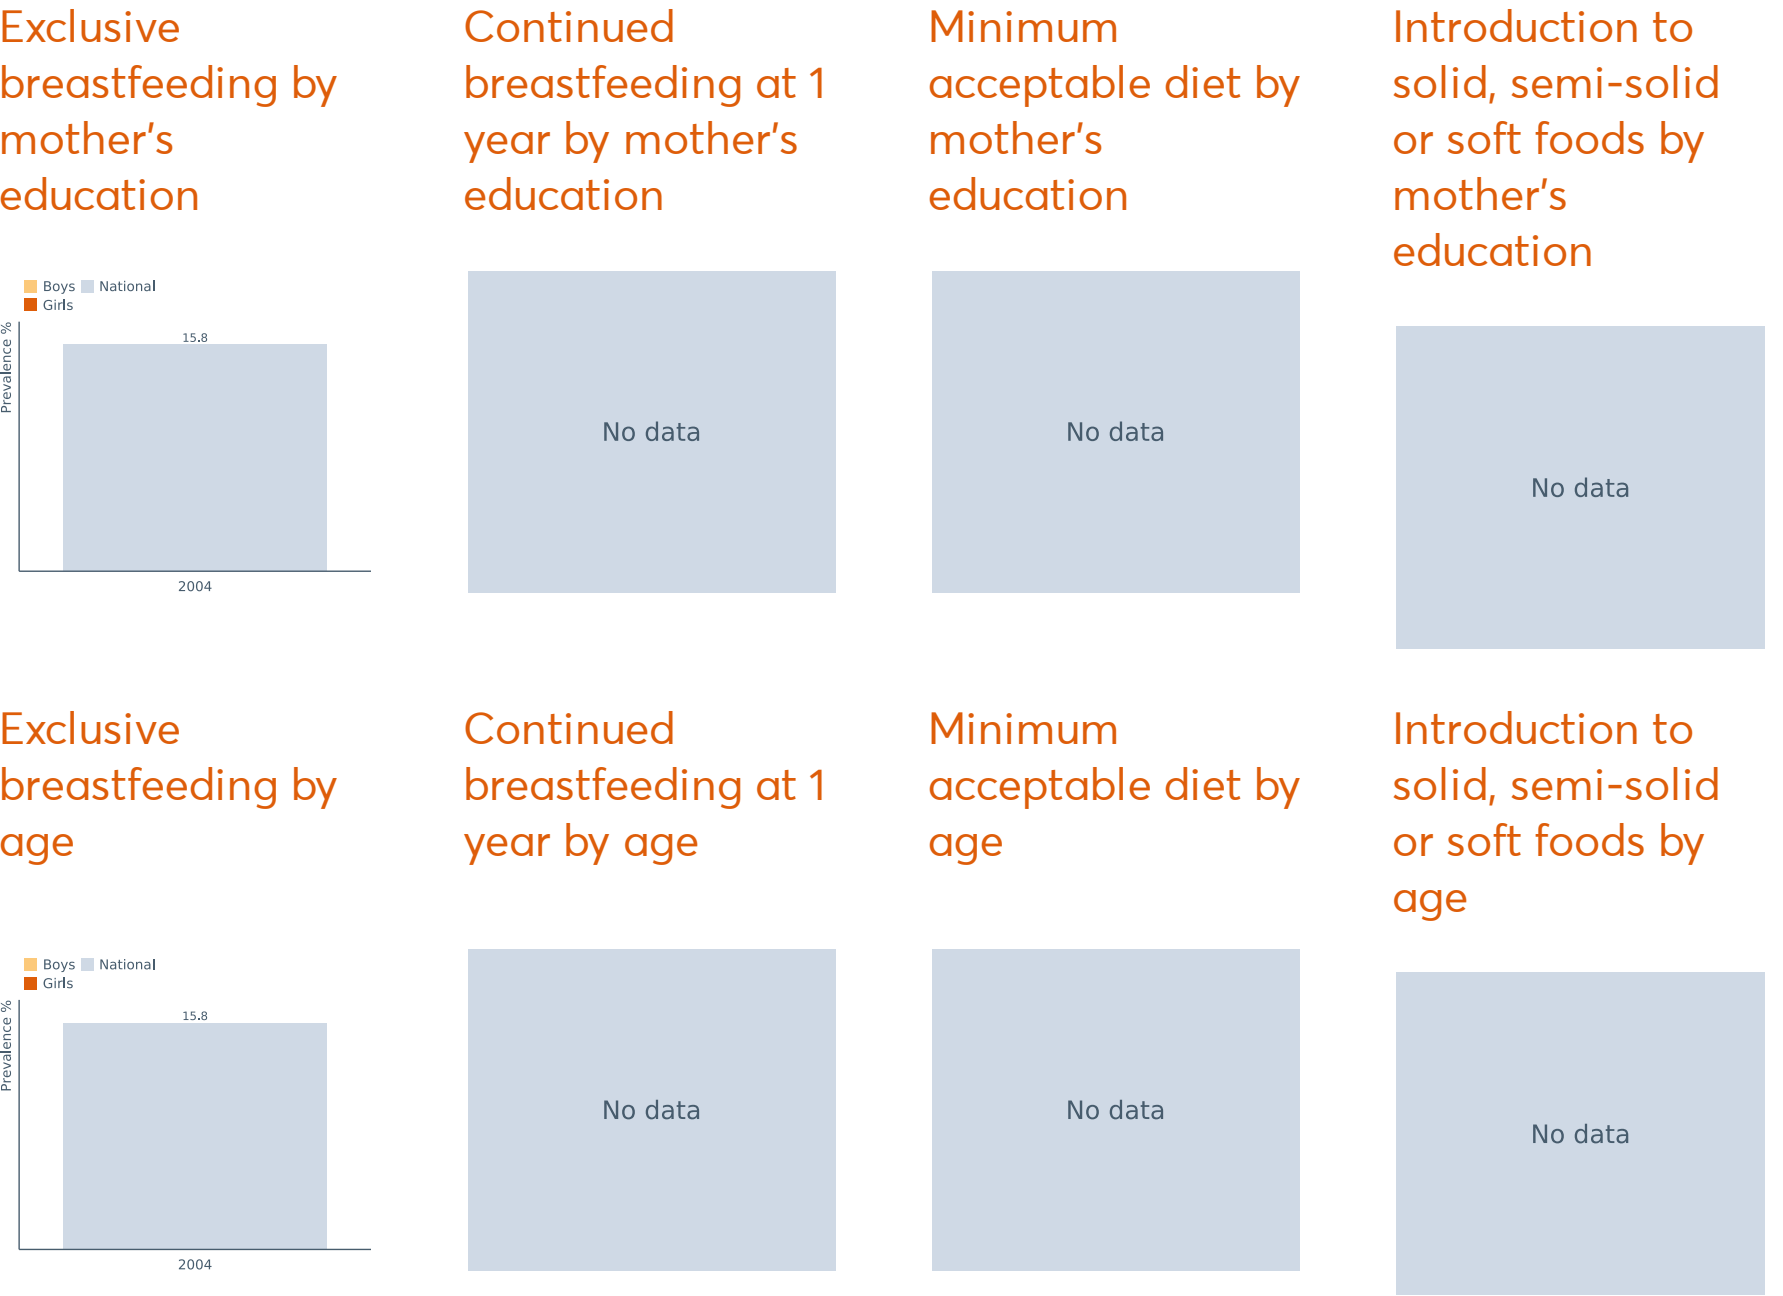 Exclusive
breastfeeding by
mother's
education
Boys
National
Girls
Prevalence %
15.8
2004
Continued
breastfeeding at 1
year by mother's
education
No data
Minimum
acceptable diet by
mother's
education
No data
Introduction to
solid, semi-solid
or soft foods by
mother's
education
No data
Exclusive
breastfeeding by
age
Boys
National
Girls
Prevalence %
15.8
2004
Continued
breastfeeding at 1
year by age
No data
Minimum
acceptable diet by
age
No data
Introduction to
solid, semi-solid
or soft foods by
age
No data